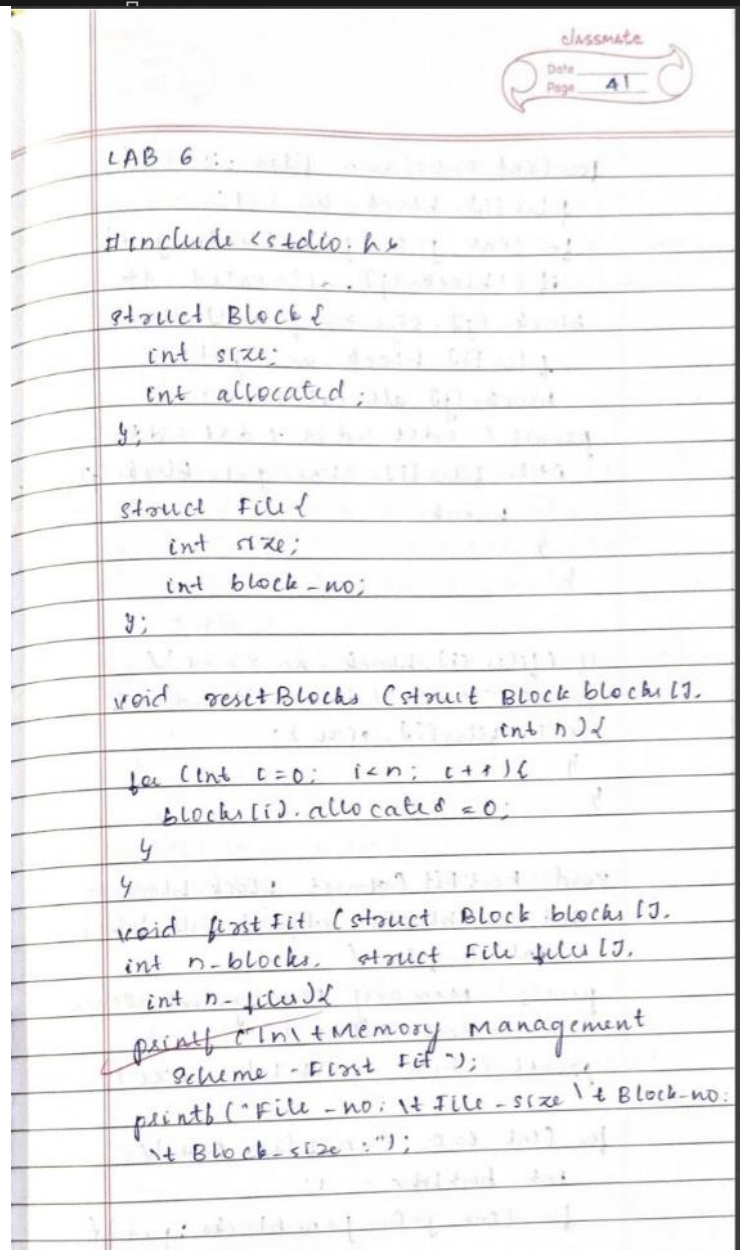 classmate
Date
Page 41
LAB 6 :
#include <stdio.h>
struct Block {
int size;
int allocated;
};
struct File {
int size;
int block_no;
};
void resetBlocks (struct Block blocks [],
int n) {
for (int i=0; i<n; i++) {
blocks[i].allocated = 0;
}
}
void firstFit (struct Block blocks [],
int n_blocks, struct File files [],
int n_files) {
printf ("\n\t Memory Management
Scheme - First Fit ");
printf ("File_no: \t File_size \t Block_no:
\t Block_size :");